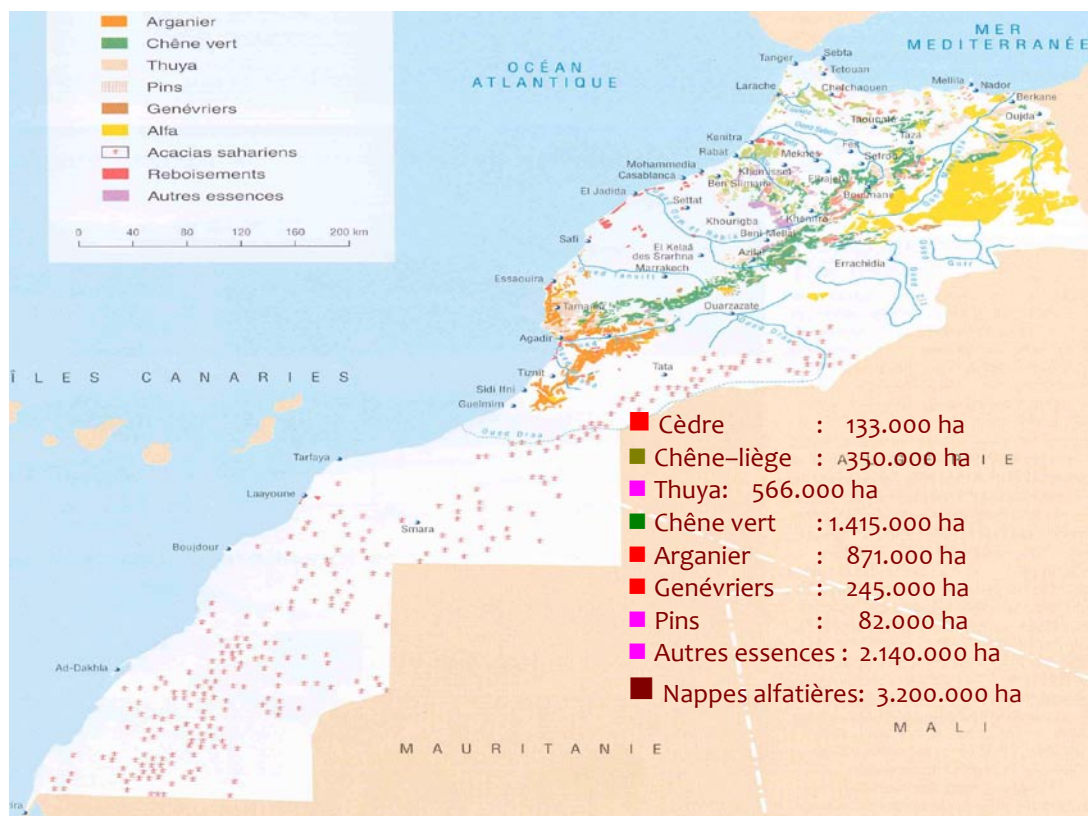 Arganier
Chêne vert
Thuya
Pins
Genévriers
Alfa
Acacias sahariens
Reboisements
Autres essences
0 40 80 120 160 200 km
OCÉAN
ATLANTIQUE
MER
MEDITERRANÉE
Tanger
Sebta
Tetouan
Larache
Chefchaouen
Mellila
Nador
Berkane
Oujda
Taounate
Taza
Kenitra
Rabat
Fès
Meknès
Sefrou
Khemisset
Mohammedia
Casablanca
Ben Slimane
El Jadida
Boulmane
Settat
Khouribga
Khenifra
Beni-Mellal
Safi
El Kelaâ
des Srarhna
Azilal
Marrakech
Errachidia
Oued Tensift
Essaouira
Ouarzazate
Agadir
Tiznit
Tata
Sidi Ifni
Guelmim
Oued Draa
ÎLES CANARIES
Tarfaya
Laayoune
Smara
Boujdour
Ad-Dakhla
Cèdre : 133.000 ha
Chêne–liège : 350.000 ha
Thuya: 566.000 ha
Chêne vert : 1.415.000 ha
Arganier : 871.000 ha
Genévriers : 245.000 ha
Pins : 82.000 ha
Autres essences : 2.140.000 ha
Nappes alfatières: 3.200.000 ha
MALI
MAURITANIE